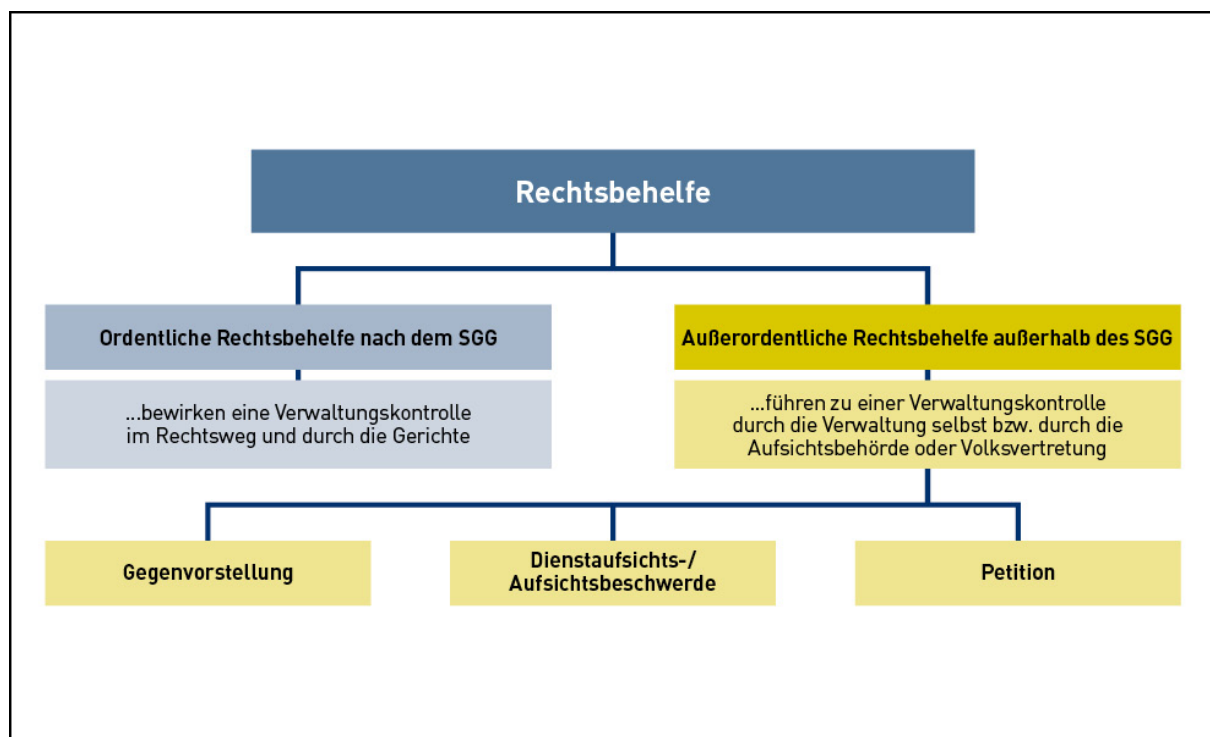 Rechtsbehelfe
Ordentliche Rechtsbehelfe nach dem SGG
Außerordentliche Rechtsbehelfe außerhalb des SGG
...bewirken eine Verwaltungskontrolle
im Rechtsweg und durch die Gerichte
...führen zu einer Verwaltungskontrolle
durch die Verwaltung selbst bzw. durch die
Aufsichtsbehörde oder Volksvertretung
Gegenvorstellung
Dienstaufsichts-/
Aufsichtsbeschwerde
Petition